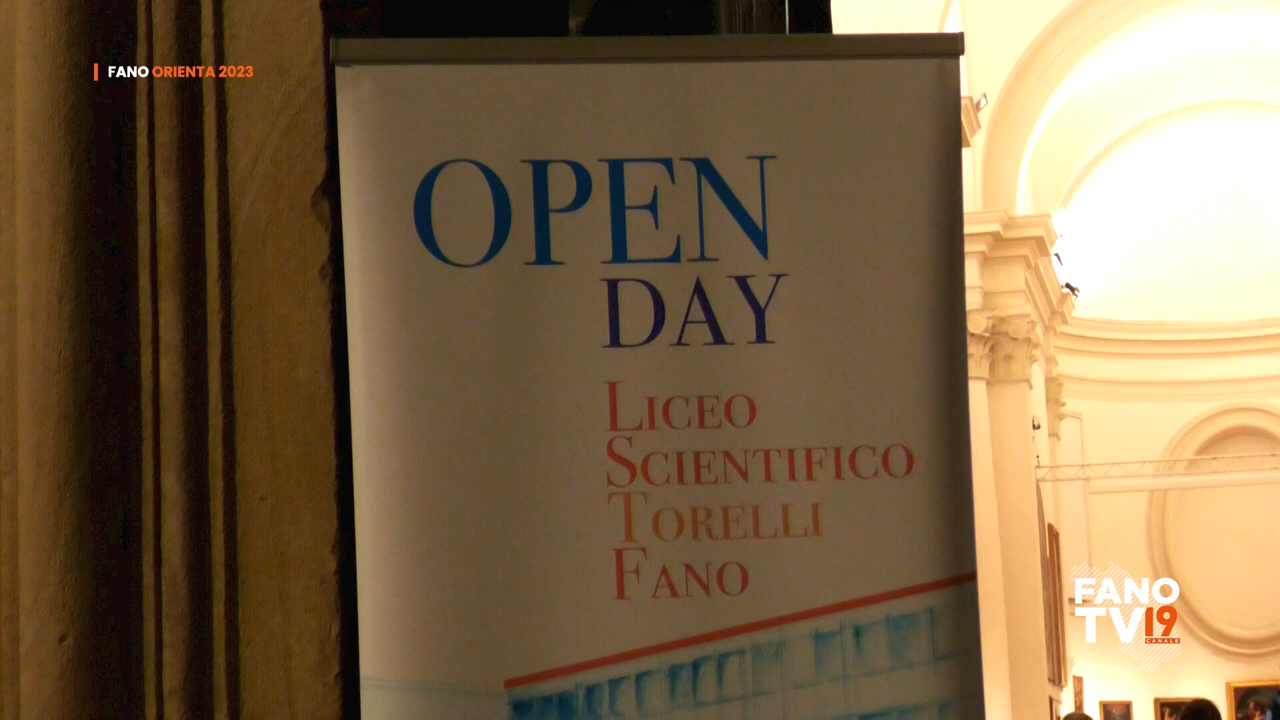 FANO ORIENTA 2023
OPEN
DAY
LICEO
SCIENTIFICO
TORELLI
FANO
FANO
TV19
CANALE